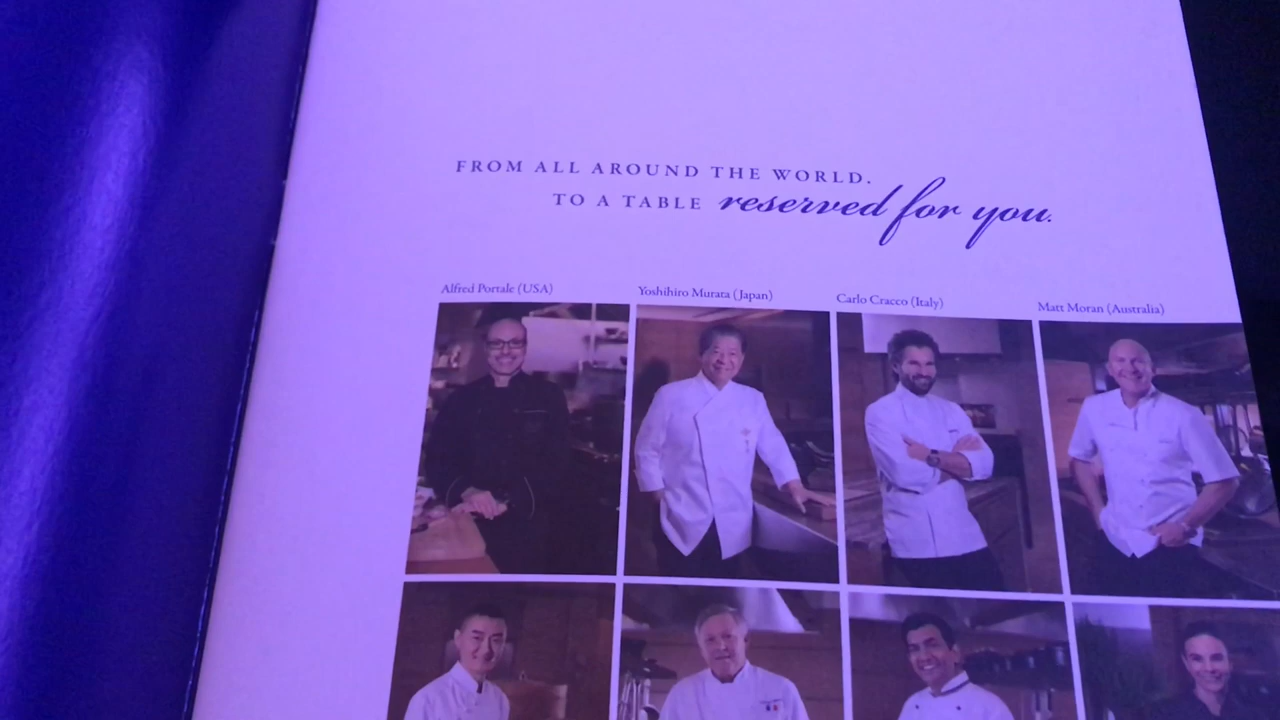 FROM ALL AROUND THE WORLD.
TO A TABLE reserved for you.
Alfred Portale (USA)
Yoshihiro Murata (Japan)
Carlo Cracco (Italy)
Matt Moran (Australia)